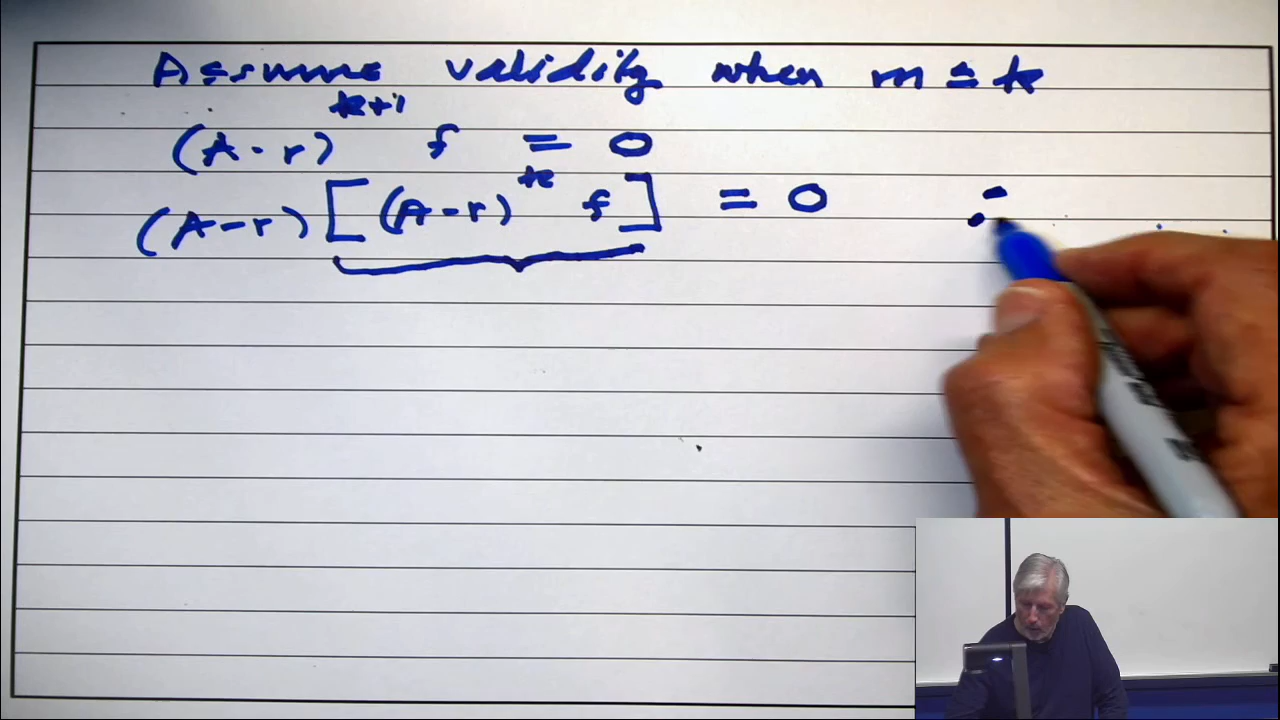 Assume validity when m ≤ k
(A-r)^{k+1} f = 0
(A-r)[(A-r)^k f] = 0 ∴